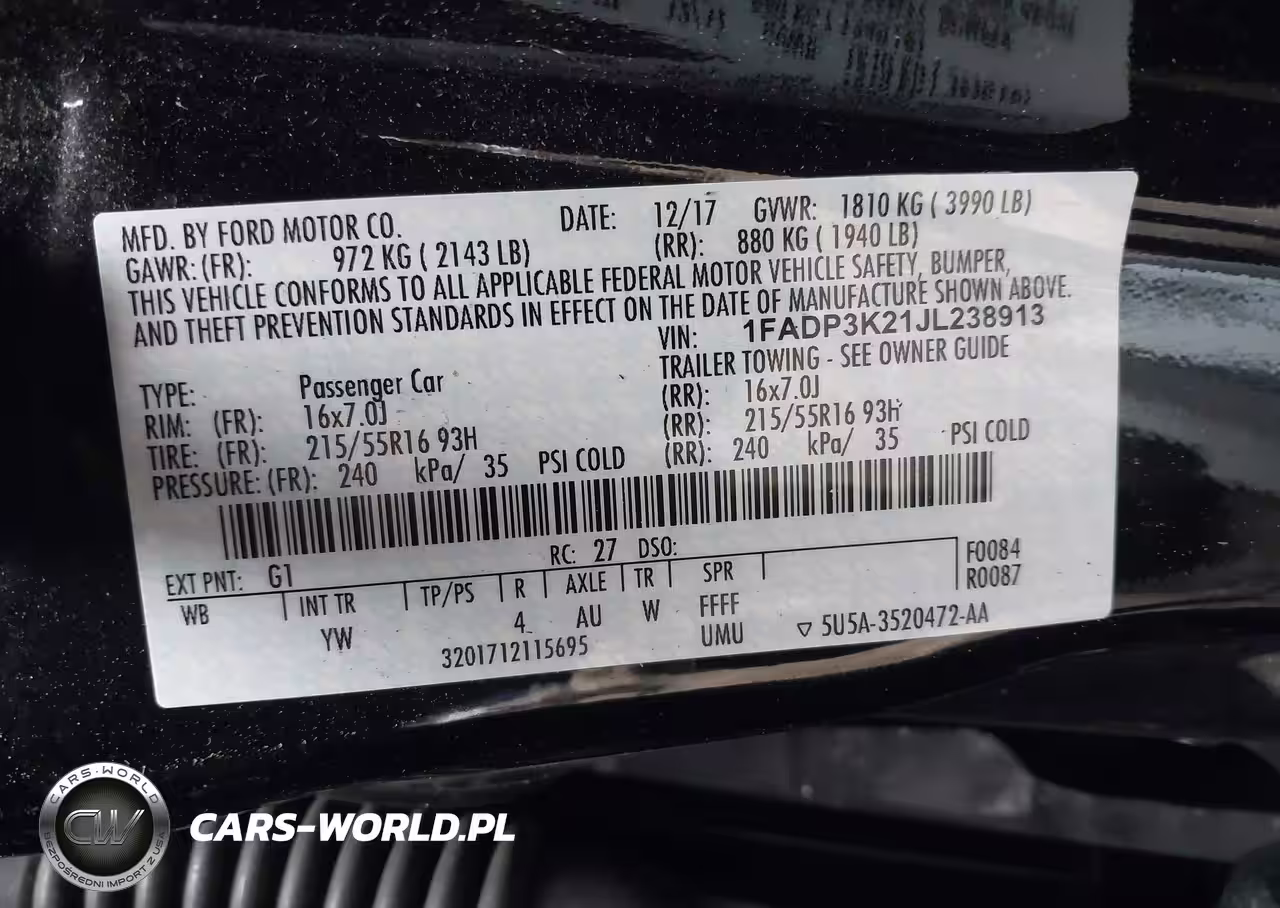 MFD. BY FORD MOTOR CO. DATE: 12/17 GVWR: 1810 KG ( 3990 LB)
GAWR: (FR): 972 KG ( 2143 LB) (RR): 880 KG ( 1940 LB)
THIS VEHICLE CONFORMS TO ALL APPLICABLE FEDERAL MOTOR VEHICLE SAFETY, BUMPER,
AND THEFT PREVENTION STANDARDS IN EFFECT ON THE DATE OF MANUFACTURE SHOWN ABOVE.
VIN: 1FADP3K21JL238913
TYPE: Passenger Car TRAILER TOWING - SEE OWNER GUIDE
RIM: (FR): 16x7.0J (RR): 16x7.0J
TIRE: (FR): 215/55R16 93H (RR): 215/55R16 93H
PRESSURE: (FR): 240 kPa/ 35 PSI COLD (RR): 240 kPa/ 35 PSI COLD
EXT PNT: G1 RC: 27 DSO: F0084
WB INT TR TP/PS R AXLE TR SPR R0087
YW 4 AU W FFFF
3201712115695 UMU ▽ 5U5A-3520472-AA
CARS-WORLD
CW
BEZPOŚREDNI IMPORT Z USA
CARS-WORLD.PL